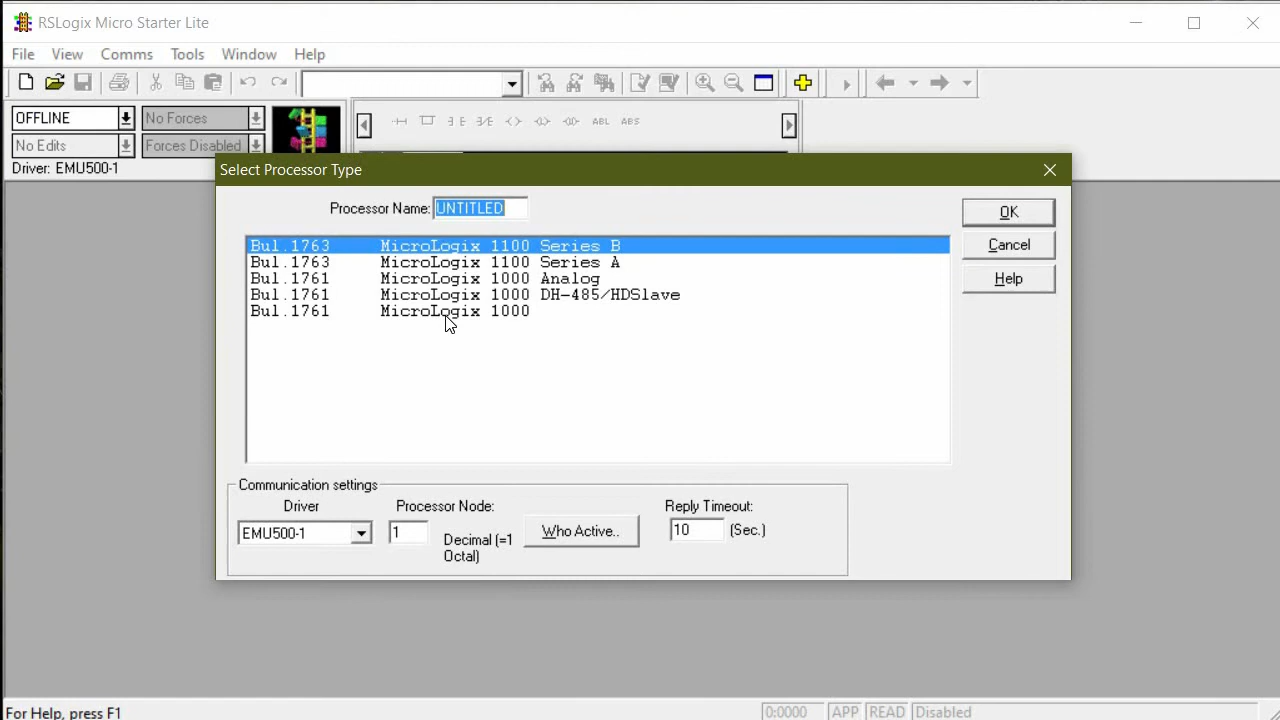 RSLogix Micro Starter Lite
File View Comms Tools Window Help
OFFLINE No Forces
No Edits Forces Disabled
Driver: EMU500-1
ABL ABS
Select Processor Type
Processor Name: UNTITLED
OK
Bul.1763 MicroLogix 1100 Series B
Cancel
Bul.1763 MicroLogix 1100 Series A
Bul.1761 MicroLogix 1000 Analog
Help
Bul.1761 MicroLogix 1000 DH-485/HDSlave
Bul.1761 MicroLogix 1000
Communication settings
Driver Processor Node: Reply Timeout:
EMU500-1 1 Decimal (=1 Octal) Who Active.. 10 (Sec.)
For Help, press F1 0:0000 APP READ Disabled